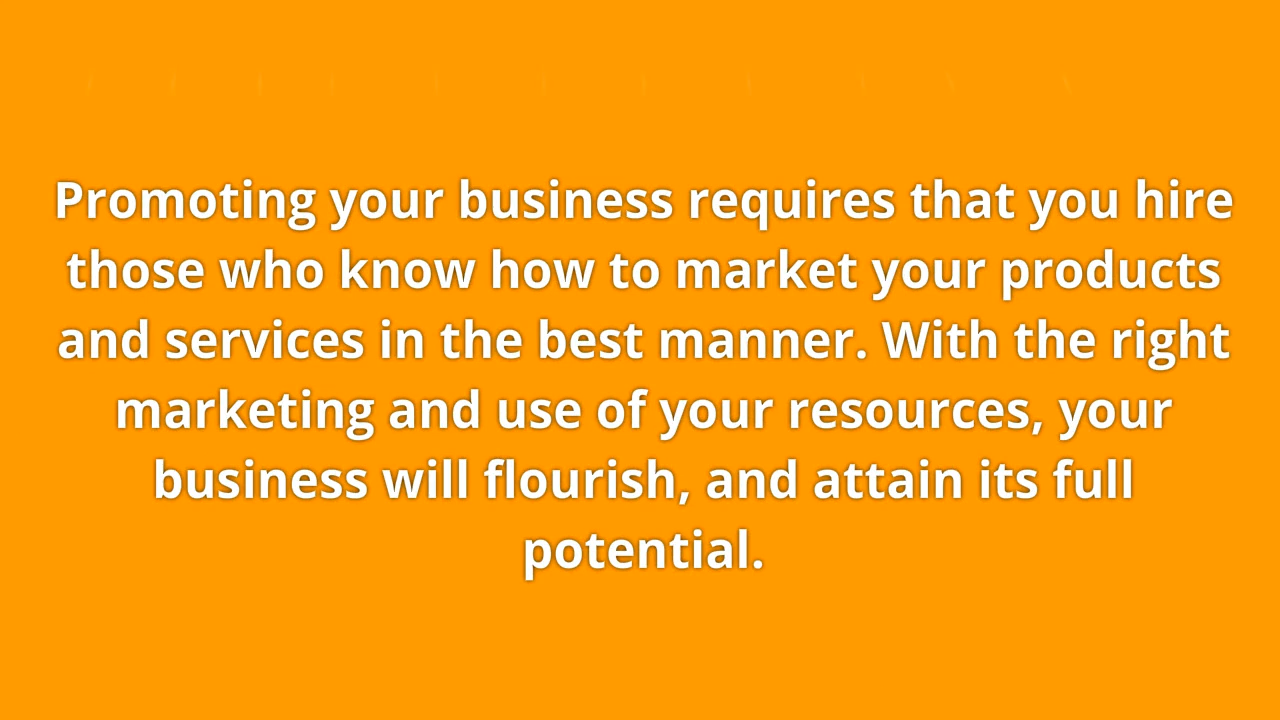 Promoting your business requires that you hire
those who know how to market your products
and services in the best manner. With the right
marketing and use of your resources, your
business will flourish, and attain its full
potential.